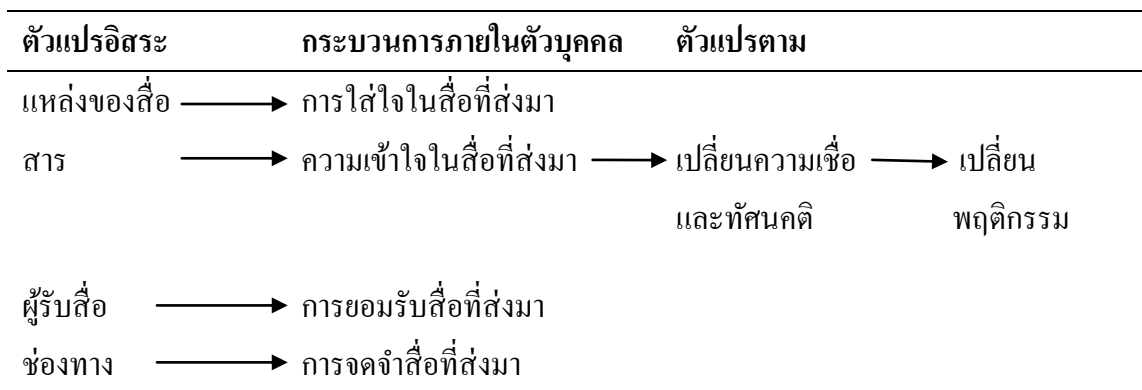 ตัวแปรอิสระ กระบวนการภายในตัวบุคคล ตัวแปรตาม
แหล่งของสื่อ การใส่ใจในสื่อที่ส่งมา
สาร ความเข้าใจในสื่อที่ส่งมา เปลี่ยนความเชื่อ เปลี่ยน
และทัศนคติ พฤติกรรม
ผู้รับสื่อ การยอมรับสื่อที่ส่งมา
ช่องทาง การจดจำสื่อที่ส่งมา